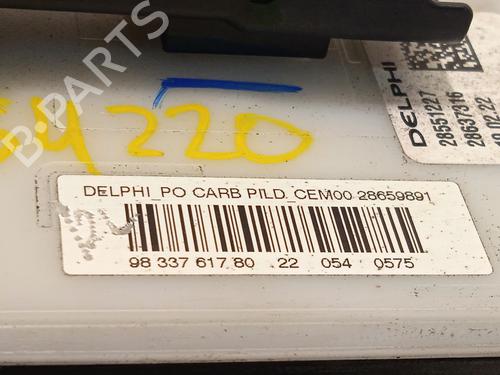 B-PARTS
DELPHI
28551227
28637316
220
DELPHI_PO CARB PILD_CEM00 28659891
98 337 617 80 22 054 0575